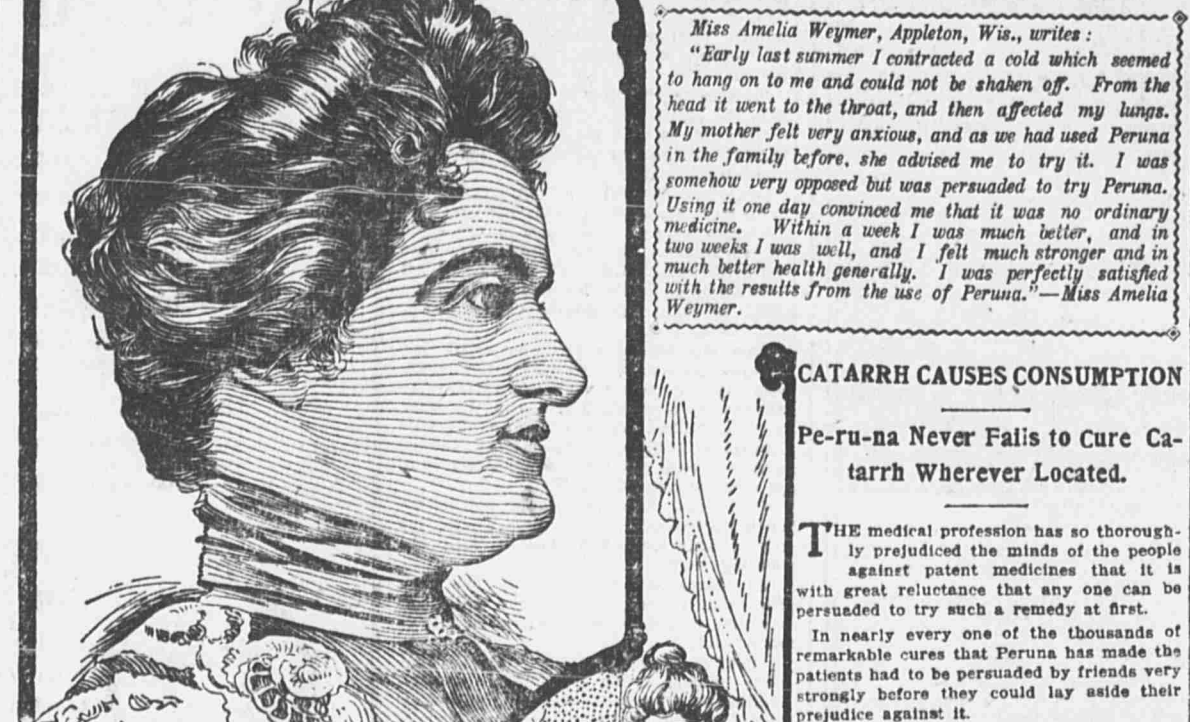 Miss Amelia Weymer, Appleton, Wis., writes :
"Early last summer I contracted a cold which seemed
to hang on to me and could not be shaken off. From the
head it went to the throat, and then affected my lungs.
My mother felt very anxious, and as we had used Peruna
in the family before, she advised me to try it. I was
somehow very opposed but was persuaded to try Peruna.
Using it one day convinced me that it was no ordinary
medicine. Within a week I was much better, and in
two weeks I was well, and I felt much stronger and in
much better health generally. I was perfectly satisfied
with the results from the use of Peruna."—Miss Amelia
Weymer.
CATARRH CAUSES CONSUMPTION
Pe-ru-na Never Fails to Cure Ca-
tarrh Wherever Located.
THE medical profession has so thorough-
ly prejudiced the minds of the people
against patent medicines that it is
with great reluctance that any one can be
persuaded to try such a remedy at first.
In nearly every one of the thousands of
remarkable cures that Peruna has made the
patients had to be persuaded by friends very
strongly before they could lay aside their
prejudice against it.